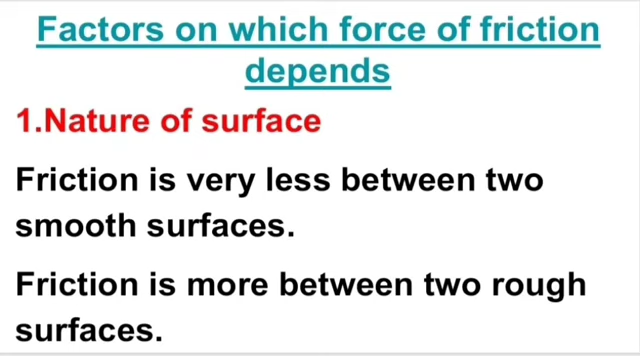 Factors on which force of friction
depends
1.Nature of surface
Friction is very less between two
smooth surfaces.
Friction is more between two rough
surfaces.